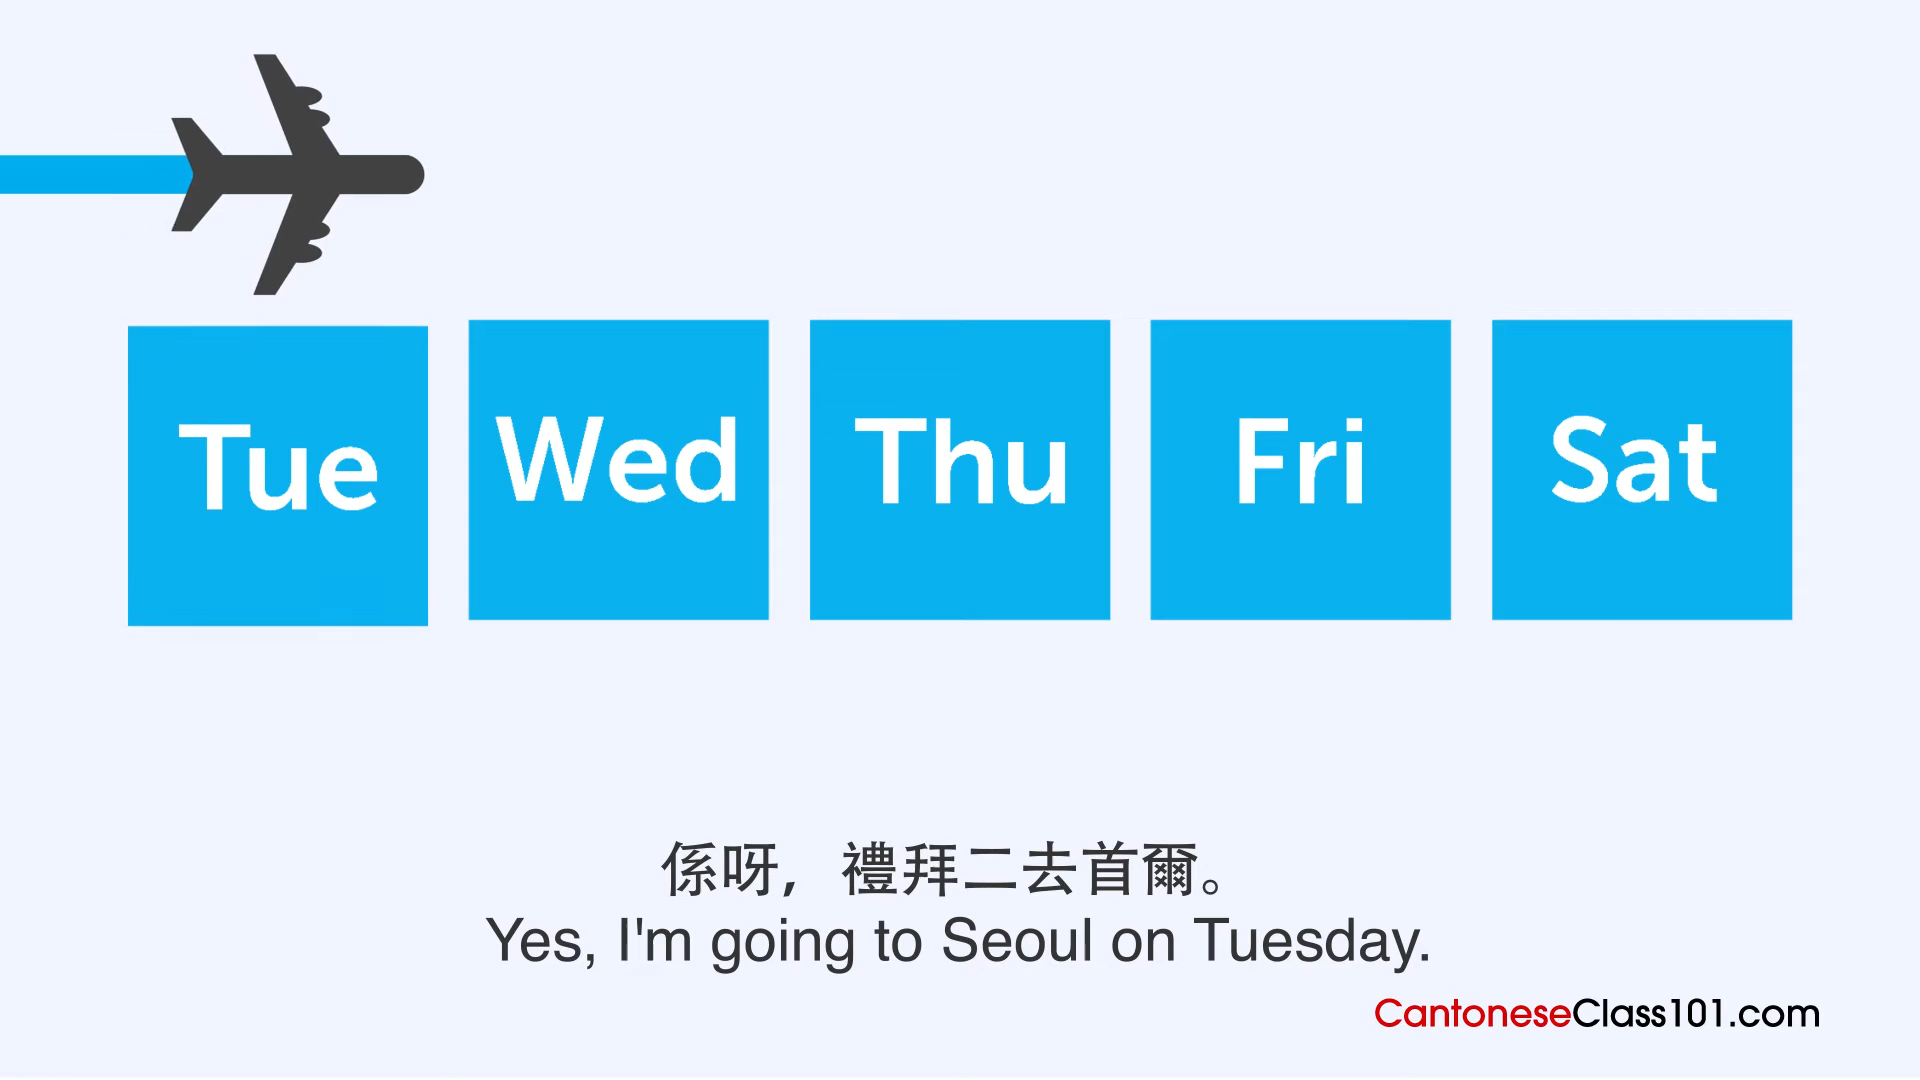 Tue Wed Thu Fri Sat
係呀，禮拜二去首爾。
Yes, I'm going to Seoul on Tuesday.
CantoneseClass101.com